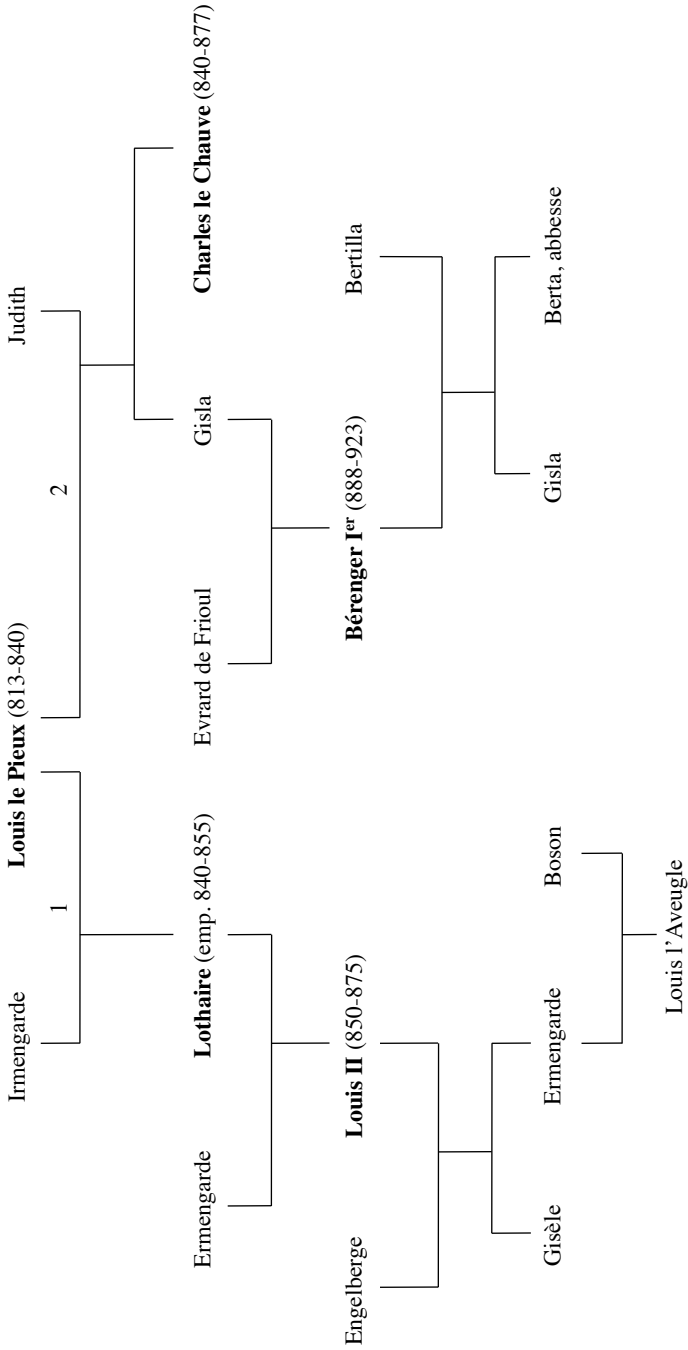 Irmengarde
Louis le Pieux (813-840)
Judith
1
2
Ermengarde
Lothaire (emp. 840-855)
Evrard de Frioul
Gisla
Charles le Chauve (840-877)
Engelberge
Louis II (850-875)
Bérenger Iᵉʳ (888-923)
Bertilla
Gisèle
Ermengarde
Boson
Gisla
Berta, abbesse
Louis l’Aveugle